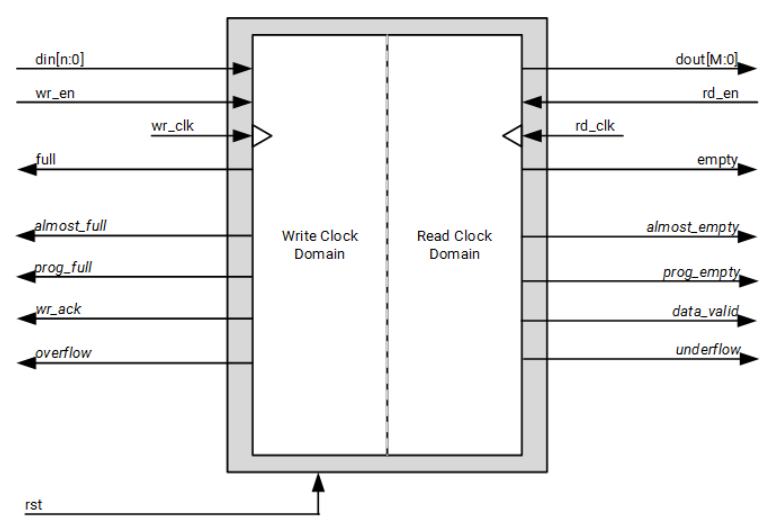 din[n:0]
dout[M:0]
wr_en
rd_en
wr_clk
rd_clk
full
empty
almost_full
almost_empty
Write Clock
Domain
Read Clock
Domain
prog_full
prog_empty
wr_ack
data_valid
overflow
underflow
rst